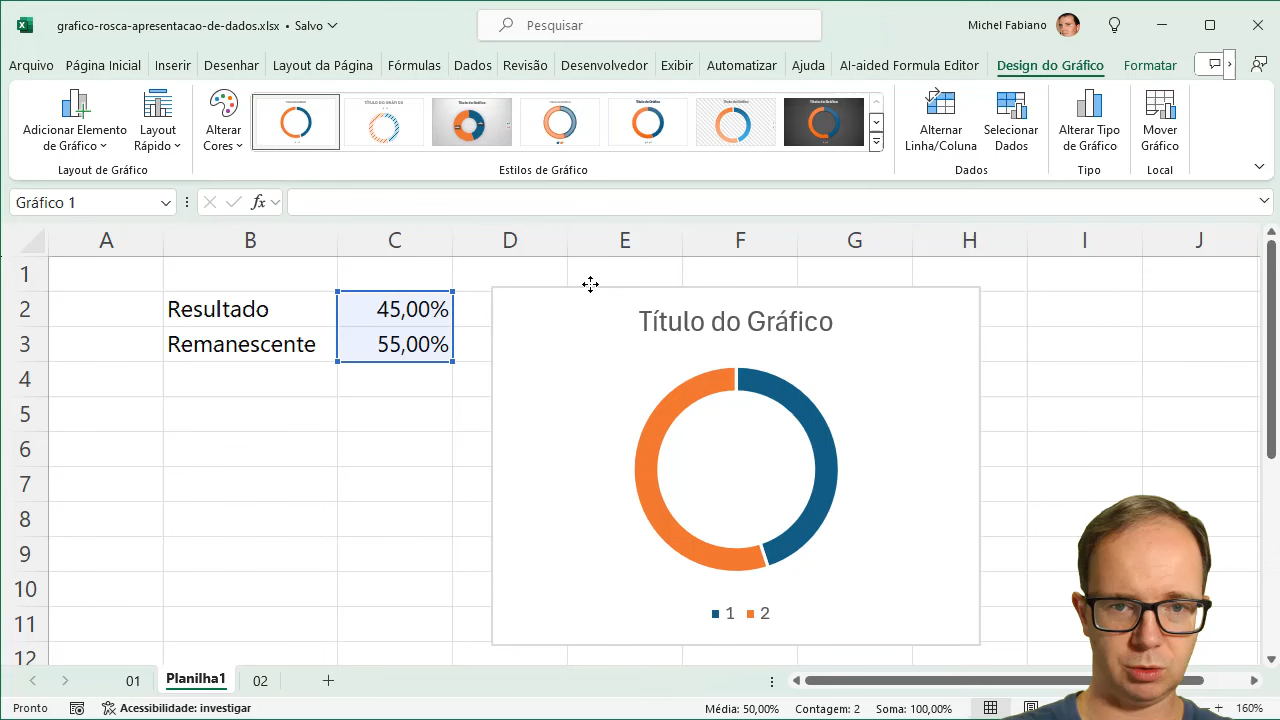 grafico-rosca-apresentacao-de-dados.xlsx • Salvo
Pesquisar
Michel Fabiano
Arquivo
Página Inicial
Inserir
Desenhar
Layout da Página
Fórmulas
Dados
Revisão
Desenvolvedor
Exibir
Automatizar
Ajuda
AI-aided Formula Editor
Design do Gráfico
Formatar
Adicionar Elemento
de Gráfico
Layout
Rápido
Alterar
Cores
Alternar
Linha/Coluna
Selecionar
Dados
Alterar Tipo
de Gráfico
Mover
Gráfico
Layout de Gráfico
Estilos de Gráfico
Dados
Tipo
Local
Gráfico 1
fx
A B C D E F G H I J
1
2 Resultado 45,00%
3 Remanescente 55,00%
4
5
6
7
8
9
10
11
12
Título do Gráfico
1 2
01
Planilha1
02
Pronto
Acessibilidade: investigar
Média: 50,00%
Contagem: 2
Soma: 100,00%
160%